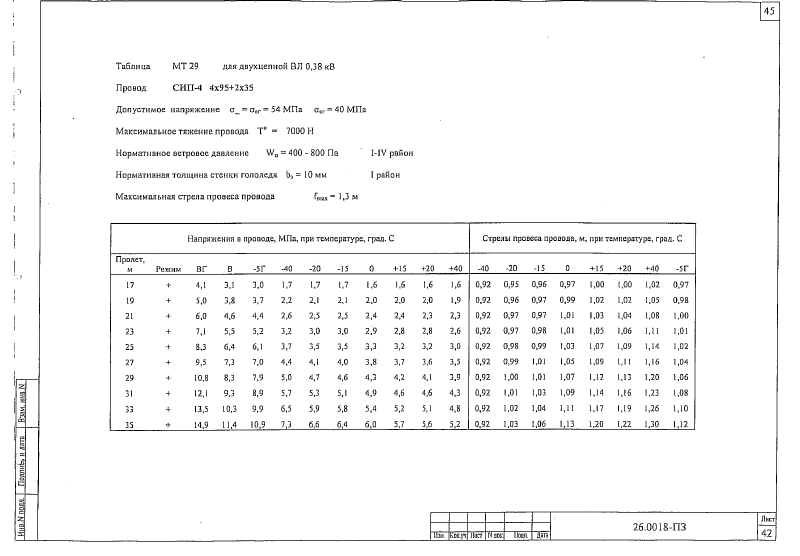 45
Таблица МТ 29 для двухцепной ВЛ 0,38 кВ
Провод СИП-4 4х95+2х35
Допустимое напряжение σ_ = σвг = 54 МПа σэг = 40 МПа
Максимальное тяжение провода Tн = 7000 Н
Нормативное ветровое давление Wо = 400 - 800 Па I-IV район
Нормативная толщина стенки гололеда bэ = 10 мм I район
Максимальная стрела провеса провода fmax = 1,3 м
Напряжения в проводе, МПа, при температуре, град. С Стрелы провеса провода, м, при температуре, град. С
Пролет, м Режим ВГ В -5Г -40 -20 -15 0 +15 +20 +40 -40 -20 -15 0 +15 +20 +40 -5Г
17 + 4,1 3,1 3,0 1,7 1,7 1,7 1,6 1,6 1,6 1,6 0,92 0,95 0,96 0,97 1,00 1,00 1,02 0,97
19 + 5,0 3,8 3,7 2,2 2,1 2,1 2,0 2,0 2,0 1,9 0,92 0,96 0,97 0,99 1,02 1,02 1,05 0,98
21 + 6,0 4,6 4,4 2,6 2,5 2,5 2,4 2,4 2,3 2,3 0,92 0,97 0,97 1,01 1,03 1,04 1,08 1,00
23 + 7,1 5,5 5,2 3,2 3,0 3,0 2,9 2,8 2,8 2,6 0,92 0,97 0,98 1,01 1,05 1,06 1,11 1,01
25 + 8,3 6,4 6,1 3,7 3,5 3,5 3,3 3,2 3,2 3,0 0,92 0,98 0,99 1,03 1,07 1,09 1,14 1,02
27 + 9,5 7,3 7,0 4,4 4,1 4,0 3,8 3,7 3,6 3,5 0,92 0,99 1,01 1,05 1,09 1,11 1,16 1,04
29 + 10,8 8,3 7,9 5,0 4,7 4,6 4,3 4,2 4,1 3,9 0,92 1,00 1,01 1,07 1,12 1,13 1,20 1,06
31 + 12,1 9,3 8,9 5,7 5,3 5,1 4,9 4,6 4,6 4,3 0,92 1,01 1,03 1,09 1,14 1,16 1,23 1,08
33 + 13,5 10,3 9,9 6,5 5,9 5,8 5,4 5,2 5,1 4,8 0,92 1,02 1,04 1,11 1,17 1,19 1,26 1,10
35 + 14,9 11,4 10,9 7,3 6,6 6,4 6,0 5,7 5,6 5,2 0,92 1,03 1,06 1,13 1,20 1,22 1,30 1,12
Взам. инв.N
Подпись и дата
Инв.N подл.
Изм. Кол.уч Лист N док. Подп. Дата
26.0018-ПЗ
Лист
42